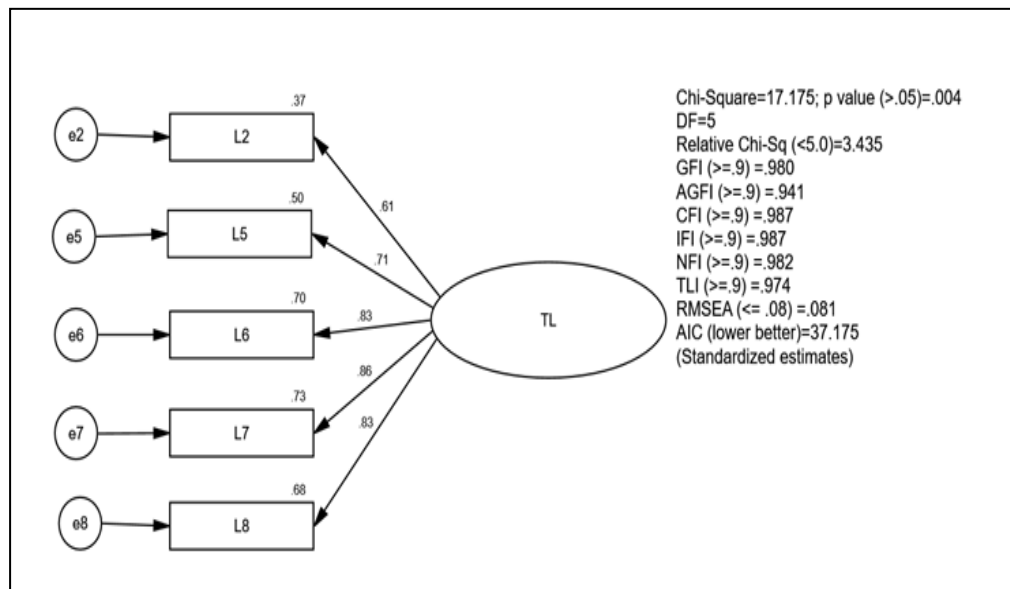 .37
e2
L2
.61
.50
e5
L5
.71
.70
e6
L6
.83
TL
.86
.73
e7
L7
.83
.68
e8
L8
Chi-Square=17.175; p value (>.05)=.004
DF=5
Relative Chi-Sq (<5.0)=3.435
GFI (>=.9) =.980
AGFI (>=.9) =.941
CFI (>=.9) =.987
IFI (>=.9) =.987
NFI (>=.9) =.982
TLI (>=.9) =.974
RMSEA (<= .08) =.081
AIC (lower better)=37.175
(Standardized estimates)